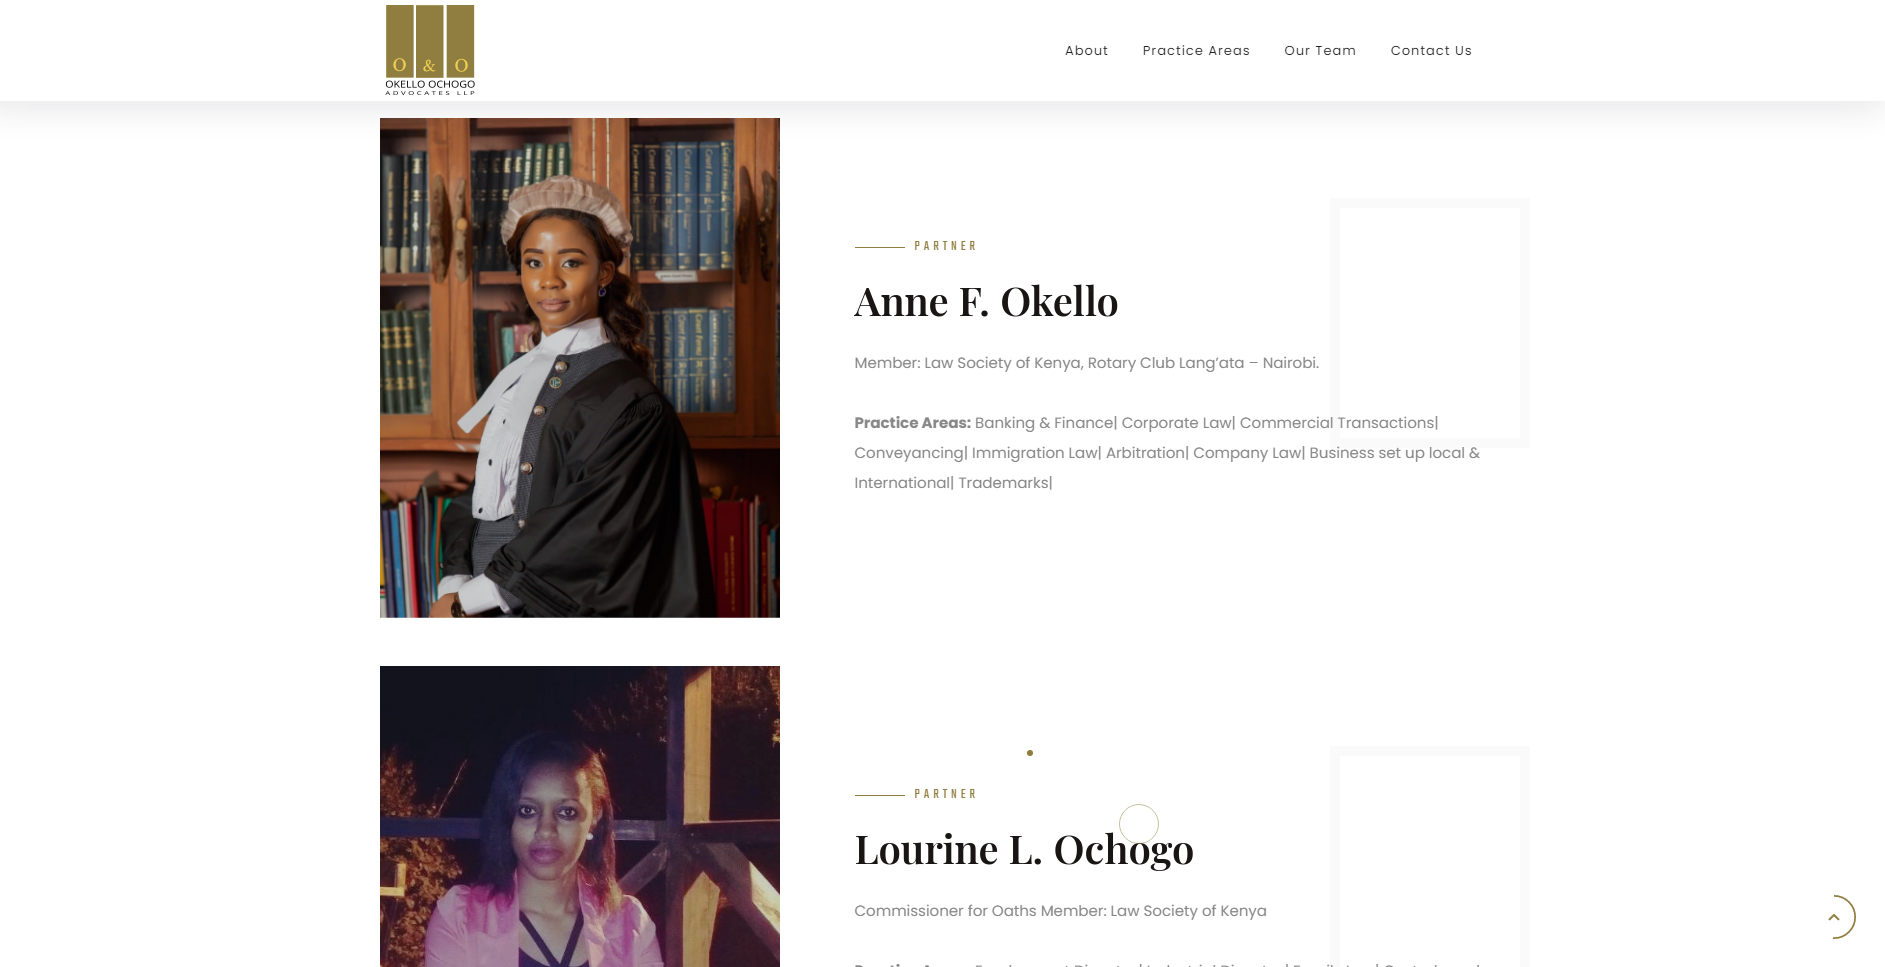 O & O
OKELLO OCHOGO
ADVOCATES LLP
About
Practice Areas
Our Team
Contact Us
PARTNER
Anne F. Okello
Member: Law Society of Kenya, Rotary Club Lang’ata – Nairobi.
Practice Areas: Banking & Finance| Corporate Law| Commercial Transactions|
Conveyancing| Immigration Law| Arbitration| Company Law| Business set up local &
International| Trademarks|
PARTNER
Lourine L. Ochogo
Commissioner for Oaths Member: Law Society of Kenya